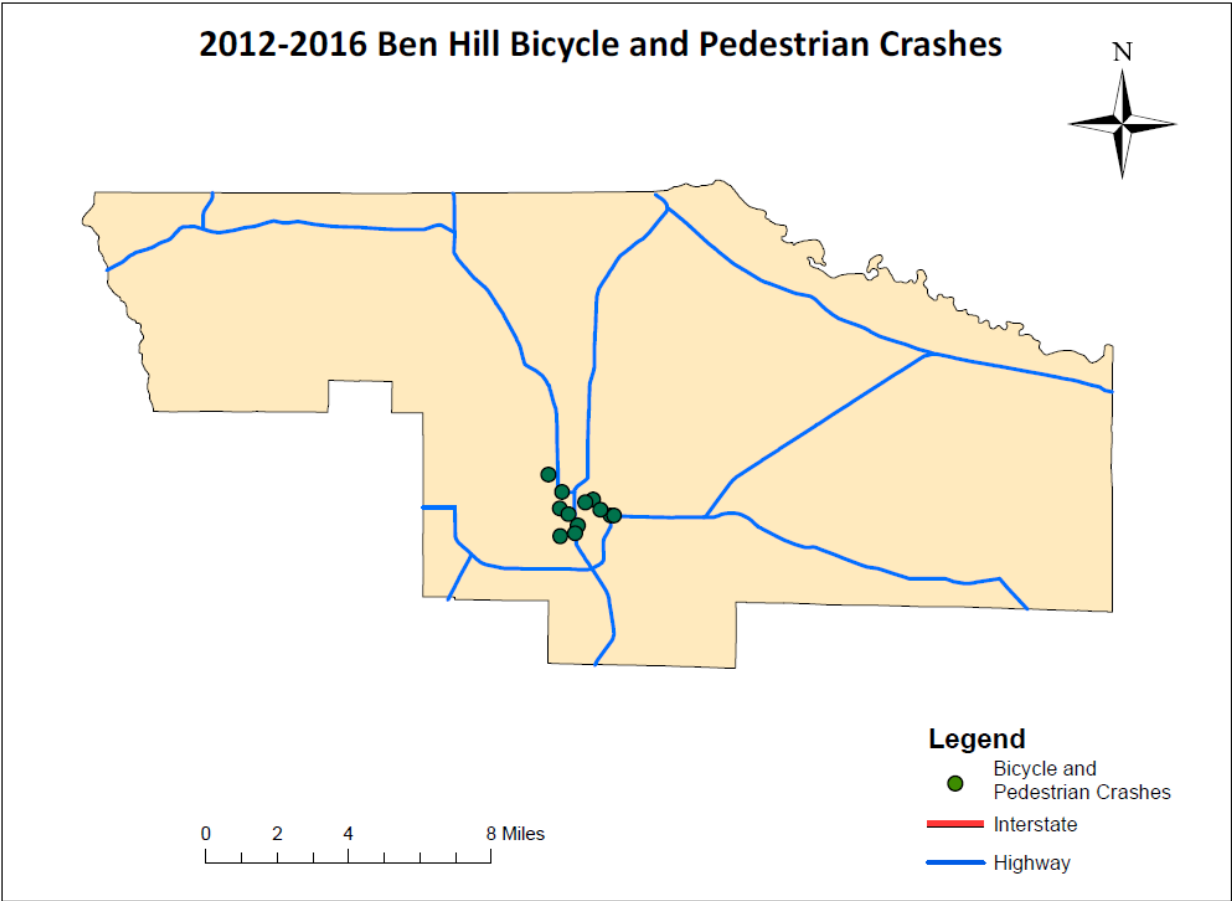 2012-2016 Ben Hill Bicycle and Pedestrian Crashes
N
Legend
Bicycle and
Pedestrian Crashes
Interstate
Highway
0 2 4 8 Miles